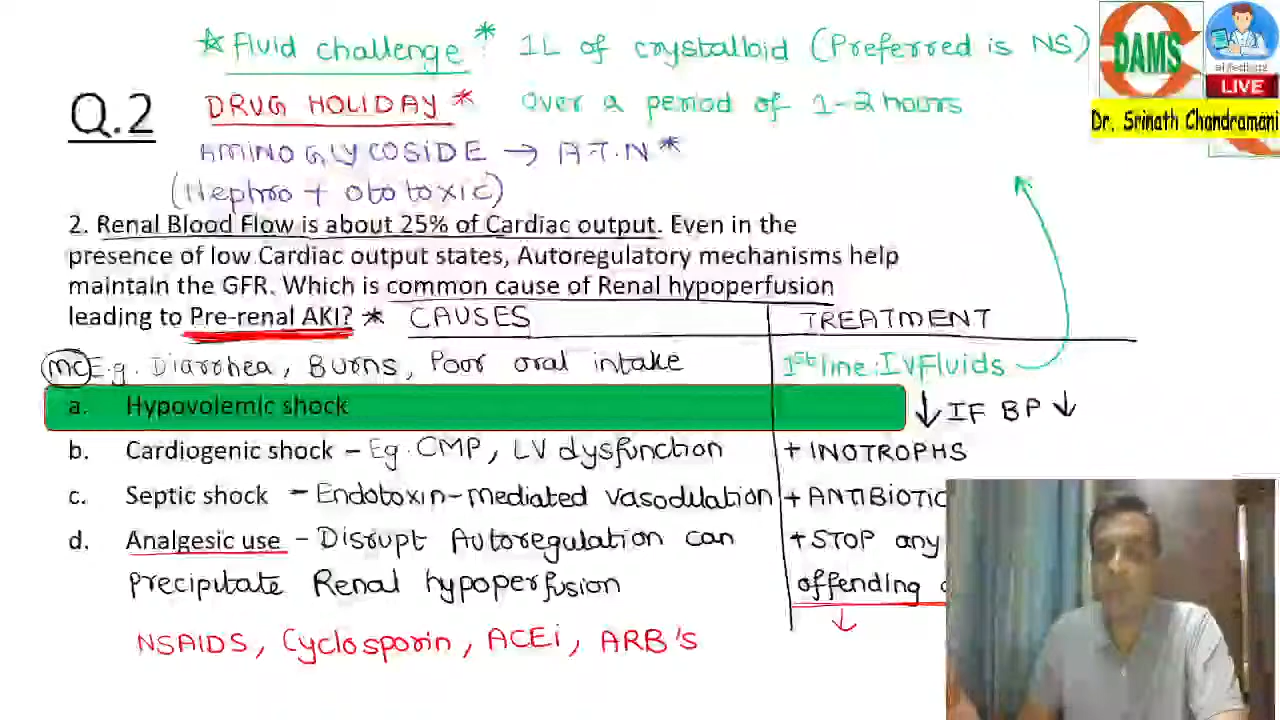 ☆ Fluid challenge * : 1L of crystalloid (Preferred is NS)
DAMS
LIVE
Dr. Srinath Chandramani
Q.2
DRUG HOLIDAY * over a period of 1-2 hours
AMINOGLYCOSIDE → A.T.N *
(Nephro + ototoxic)
2. Renal Blood Flow is about 25% of Cardiac output. Even in the
presence of low Cardiac output states, Autoregulatory mechanisms help
maintain the GFR. Which is common cause of Renal hypoperfusion
leading to Pre-renal AKI? * CAUSES TREATMENT
MC E.g. Diarrhea, Burns, Poor oral intake 1st line: IV Fluids
a. Hypovolemic shock ↓ IF BP ↓
b. Cardiogenic shock – Eg. CMP, LV dysfunction + INOTROPHS
c. Septic shock – Endotoxin-mediated vasodilation + ANTIBIOTIC
d. Analgesic use – Disrupt Autoregulation can + STOP any
precipitate Renal hypoperfusion offending
NSAIDS, Cyclosporin, ACEi, ARB's ↓